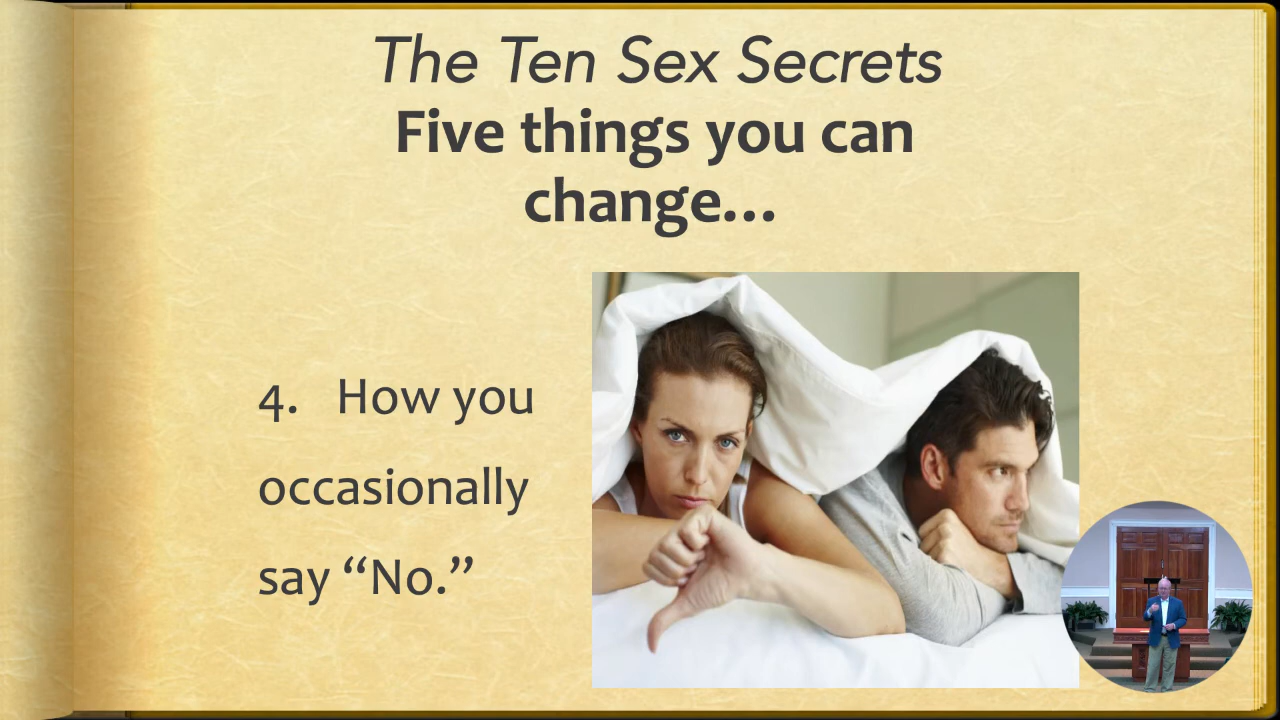 The Ten Sex Secrets
Five things you can
change...
4. How you
occasionally
say “No.”